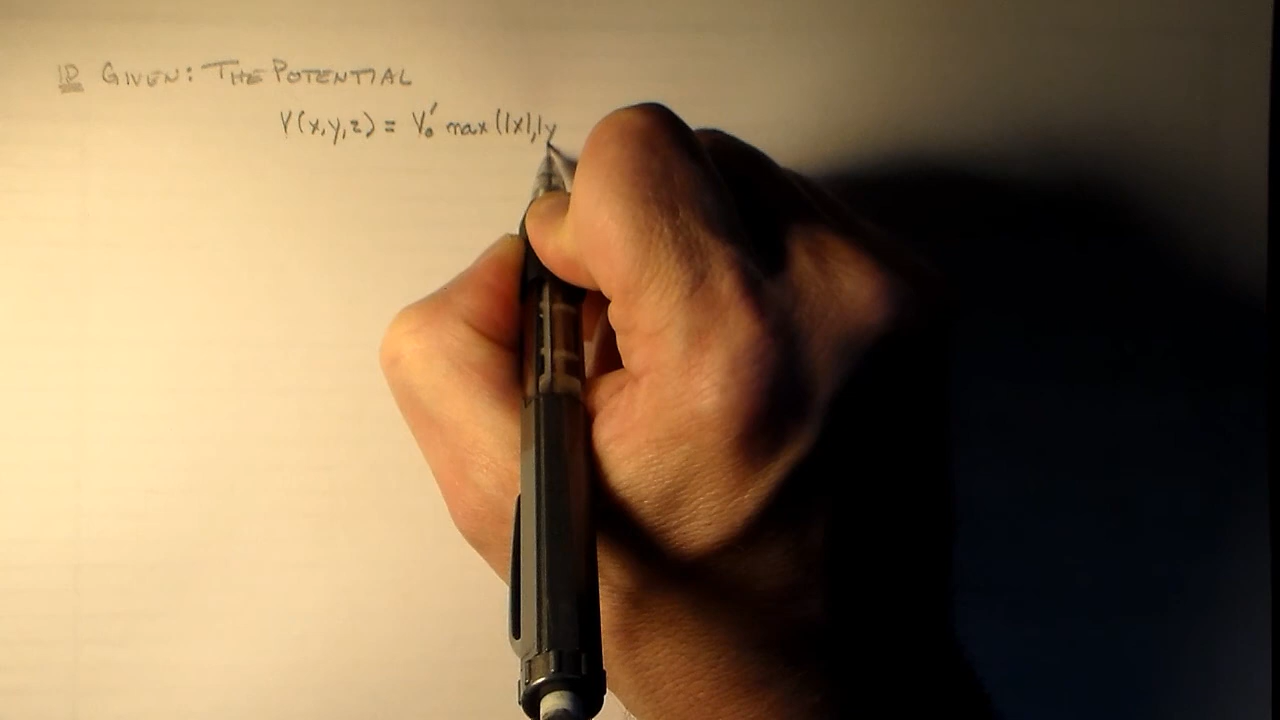 1D GIVEN: THE POTENTIAL
V(x,y,z) = V₀′ max(|x|,|y